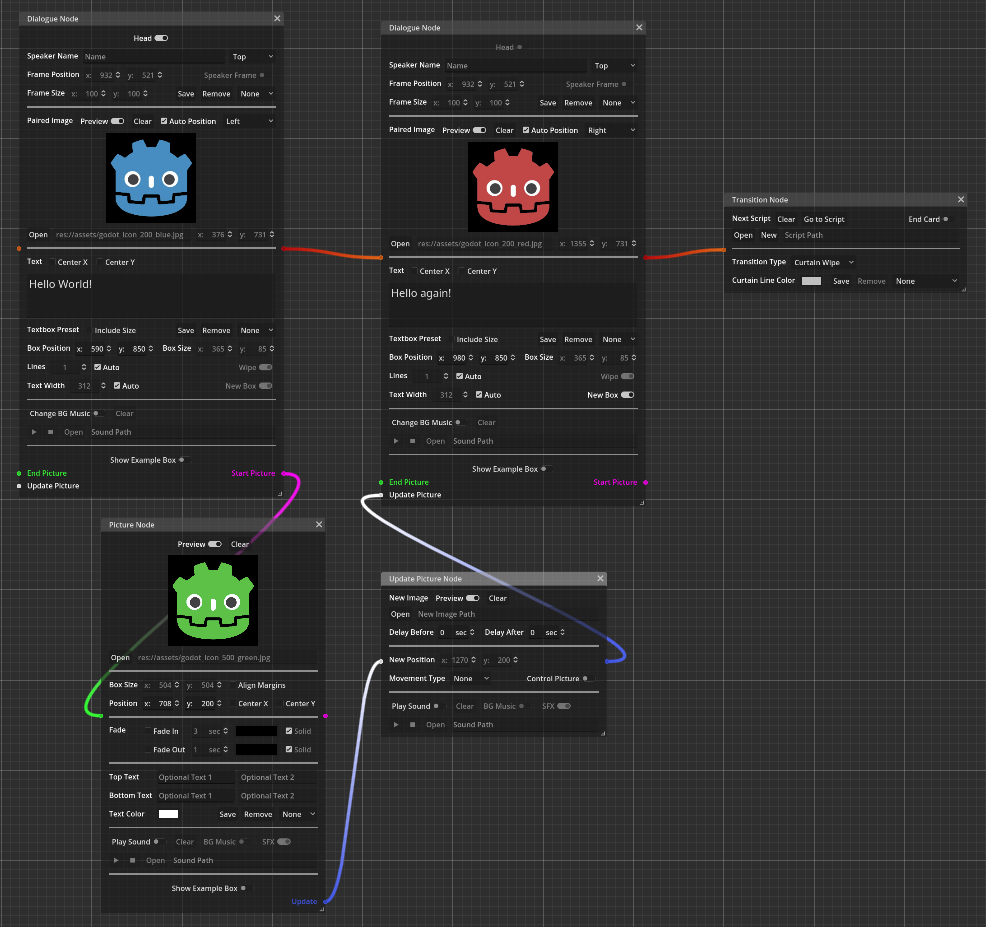 Dialogue Node
Head
Speaker Name Name Top
Frame Position x: 932 y: 521 Speaker Frame
Frame Size x: 100 y: 100 Save Remove None
Paired Image Preview Clear Auto Position Left
Open res://assets/godot_icon_200_blue.jpg x: 376 y: 731
Text Center X Center Y
Hello World!
Textbox Preset Include Size Save Remove None
Box Position x: 590 y: 850 Box Size x: 365 y: 85
Lines 1 Auto Wipe
Text Width 312 Auto New Box
Change BG Music Clear
Open Sound Path
Show Example Box
End Picture Start Picture
Update Picture
Dialogue Node
Head
Speaker Name Name Top
Frame Position x: 932 y: 521 Speaker Frame
Frame Size x: 100 y: 100 Save Remove None
Paired Image Preview Clear Auto Position Right
Open res://assets/godot_icon_200_red.jpg x: 1355 y: 731
Text Center X Center Y
Hello again!
Textbox Preset Include Size Save Remove None
Box Position x: 980 y: 850 Box Size x: 365 y: 85
Lines 1 Auto Wipe
Text Width 312 Auto New Box
Change BG Music Clear
Open Sound Path
Show Example Box
End Picture Start Picture
Update Picture
Transition Node
Next Script Clear Go to Script End Card
Open New Script Path
Transition Type Curtain Wipe
Curtain Line Color Save Remove None
Picture Node
Preview Clear
Open res://assets/godot_icon_500_green.jpg
Box Size x: 504 y: 504 Align Margins
Position x: 708 y: 200 Center X Center Y
Fade Fade In 3 sec Solid
Fade Out 1 sec Solid
Top Text Optional Text 1 Optional Text 2
Bottom Text Optional Text 1 Optional Text 2
Text Color Save Remove None
Play Sound Clear BG Music SFX
Open Sound Path
Show Example Box
Update
Update Picture Node
New Image Preview Clear
Open New Image Path
Delay Before 0 sec Delay After 0 sec
New Position x: 1270 y: 200
Movement Type None Control Picture
Play Sound Clear BG Music SFX
Open Sound Path